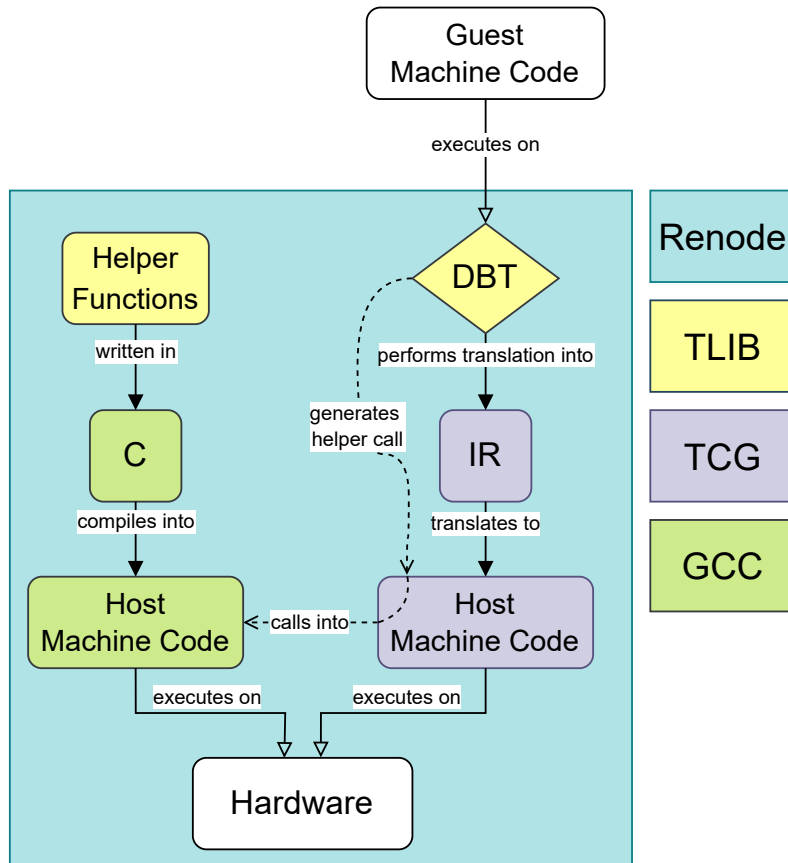 Guest
Machine Code
executes on
Renode
Helper
Functions
DBT
TLIB
written in
performs translation into
generates
helper call
C
IR
TCG
compiles into
translates to
GCC
Host
Machine Code
calls into
Host
Machine Code
executes on
executes on
Hardware